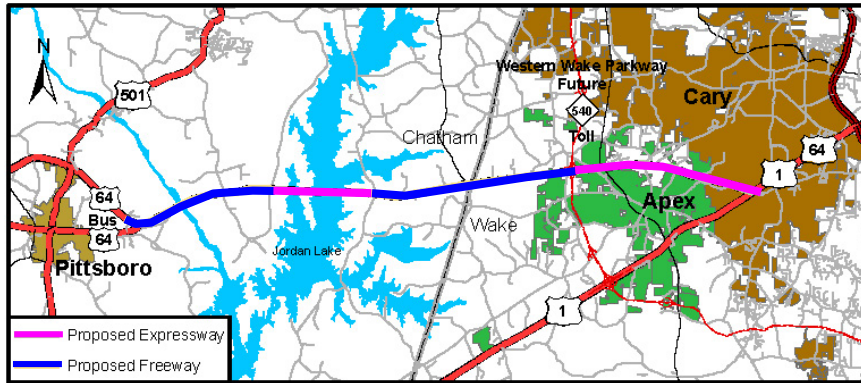 N
501
64
Bus
64
Pittsboro
Jordan Lake
Chatham
Wake
Western Wake Parkway
Future
540
Toll
Cary
64
1
Apex
1
Proposed Expressway
Proposed Freeway